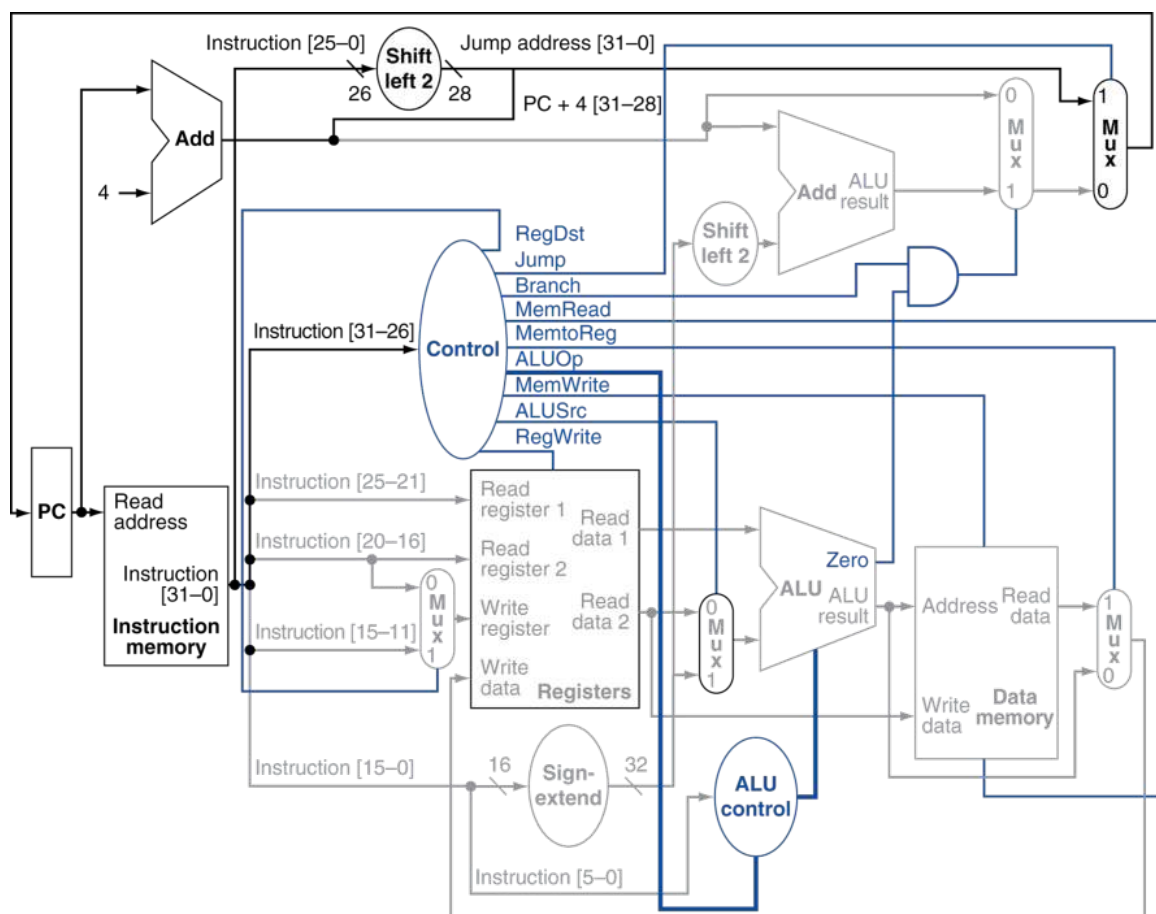 Instruction [25–0]
Shift
left 2
Jump address [31–0]
26
28
PC + 4 [31–28]
Add
4
0
M
u
x
1
1
M
u
x
0
Add
ALU
result
Shift
left 2
RegDst
Jump
Branch
MemRead
MemtoReg
ALUOp
MemWrite
ALUSrc
RegWrite
Instruction [31–26]
Control
PC
Read
address
Instruction
[31–0]
Instruction
memory
Instruction [25–21]
Instruction [20–16]
Instruction [15–11]
0
M
u
x
1
Read
register 1
Read
register 2
Write
register
Write
data
Read
data 1
Read
data 2
Registers
0
M
u
x
1
Zero
ALU
ALU
result
Address
Read
data
Write
data
Data
memory
1
M
u
x
0
Instruction [15–0]
16
Sign-
extend
32
ALU
control
Instruction [5–0]